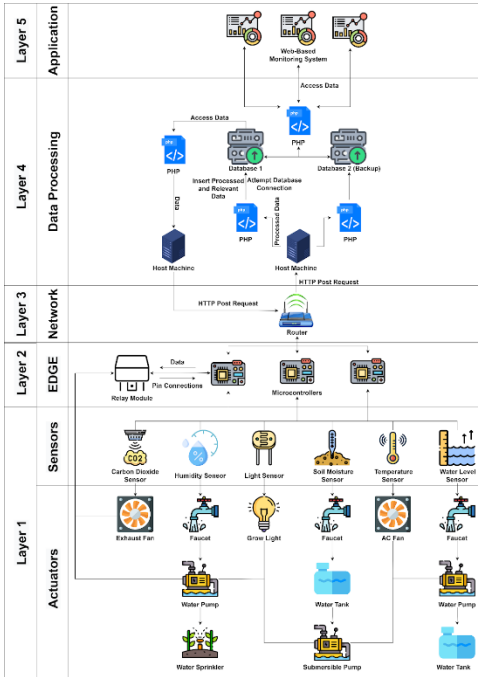 Layer 5
Application
Web-Based
Monitoring System
Access Data
Layer 4
Data Processing
php
PHP
Access Data
php
PHP
Database 1
Database 2 (Backup)
Insert Processed
and Relevant
Data
Attempt Database
Connection
Data
php
PHP
Processed Data
php
PHP
Host Machine
Host Machine
HTTP Post Request
Layer 3
Network
HTTP Post Request
Router
Layer 2
EDGE
Data
Pin Connections
Relay Module
Microcontrollers
Layer 1
Sensors
CO2
Carbon Dioxide
Sensor
Humidity Sensor
Light Sensor
Soil Moisture
Sensor
Temperature
Sensor
Water Level
Sensor
Actuators
Exhaust Fan
Faucet
Grow Light
Faucet
AC Fan
Faucet
Water Pump
Water Tank
Water Pump
Water Sprinkler
Submersible Pump
Water Tank